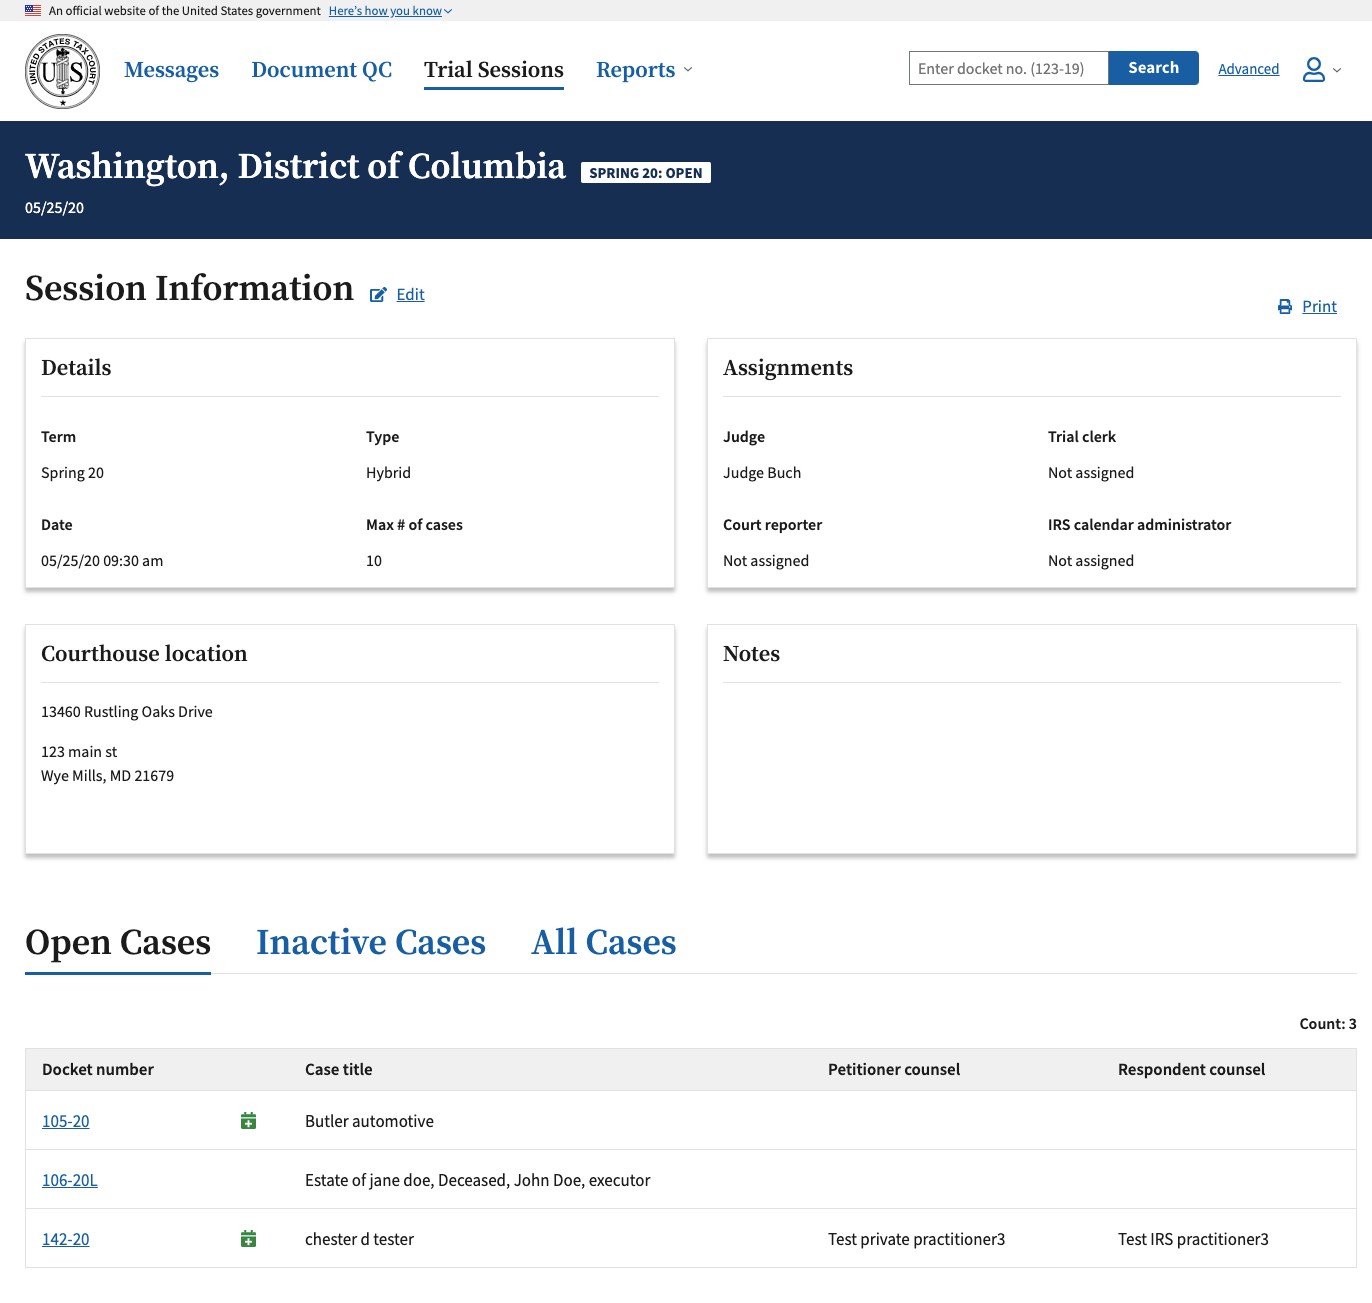 An official website of the United States government Here's how you know
UNITED STATES TAX COURT
US
Messages Document QC Trial Sessions Reports
Enter docket no. (123-19) Search Advanced
Washington, District of Columbia SPRING 20: OPEN
05/25/20
Session Information Edit
Print
Details
Term Type
Spring 20 Hybrid
Date Max # of cases
05/25/20 09:30 am 10
Assignments
Judge Trial clerk
Judge Buch Not assigned
Court reporter IRS calendar administrator
Not assigned Not assigned
Courthouse location
13460 Rustling Oaks Drive
123 main st
Wye Mills, MD 21679
Notes
Open Cases Inactive Cases All Cases
Count: 3
Docket number Case title Petitioner counsel Respondent counsel
105-20 Butler automotive
106-20L Estate of jane doe, Deceased, John Doe, executor
142-20 chester d tester Test private practitioner3 Test IRS practitioner3